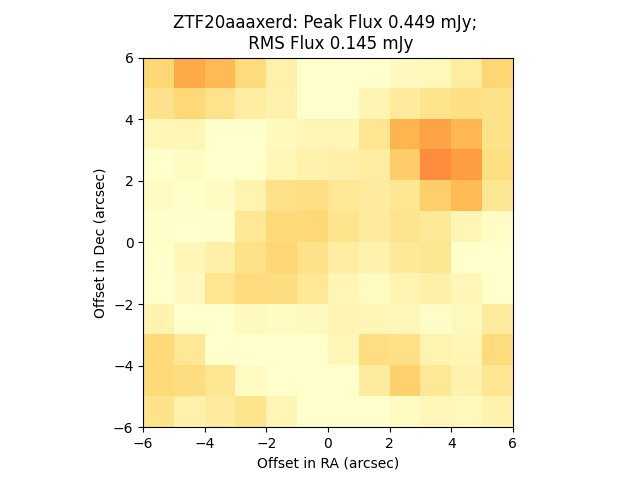 ZTF20aaaxerd: Peak Flux 0.449 mJy;
RMS Flux 0.145 mJy
6
4
2
0
−2
−4
−6
Offset in Dec (arcsec)
−6 −4 −2 0 2 4 6
Offset in RA (arcsec)